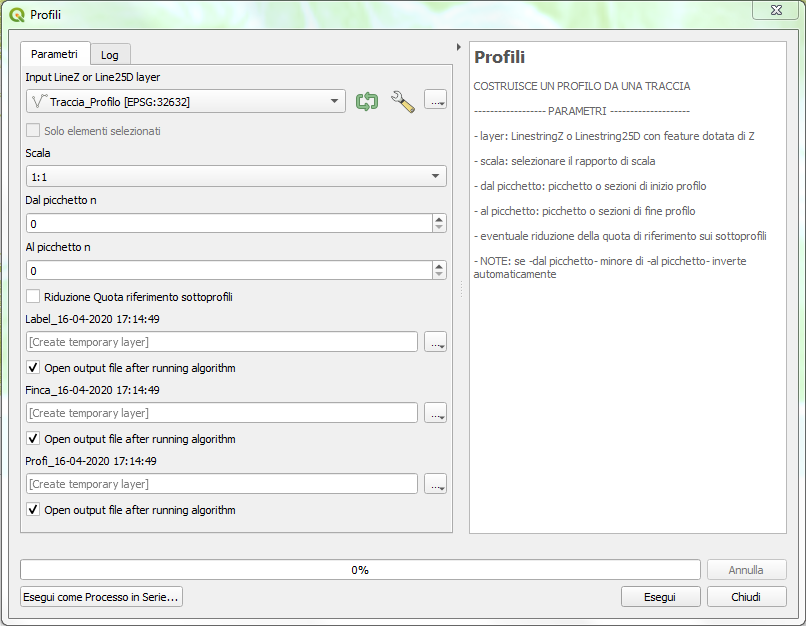 Profili
Parametri
Log
Input LineZ or Line25D layer
Traccia_Profilo [EPSG:32632]
...
Solo elementi selezionati
Scala
1:1
Dal picchetto n
0
Al picchetto n
0
Riduzione Quota riferimento sottoprofili
Label_16-04-2020 17:14:49
[Create temporary layer]
...
Open output file after running algorithm
Finca_16-04-2020 17:14:49
[Create temporary layer]
...
Open output file after running algorithm
Profi_16-04-2020 17:14:49
[Create temporary layer]
...
Open output file after running algorithm
Profili
COSTRUISCE UN PROFILO DA UNA TRACCIA
------------------ PARAMETRI --------------------
- layer: LinestringZ o Linestring25D con feature dotata di Z
- scala: selezionare il rapporto di scala
- dal picchetto: picchetto o sezioni di inizio profilo
- al picchetto: picchetto o sezioni di fine profilo
- eventuale riduzione della quota di riferimento sui sottoprofili
- NOTE: se -dal picchetto- minore di -al picchetto- inverte
automaticamente
0%
Annulla
Esegui come Processo in Serie...
Esegui
Chiudi